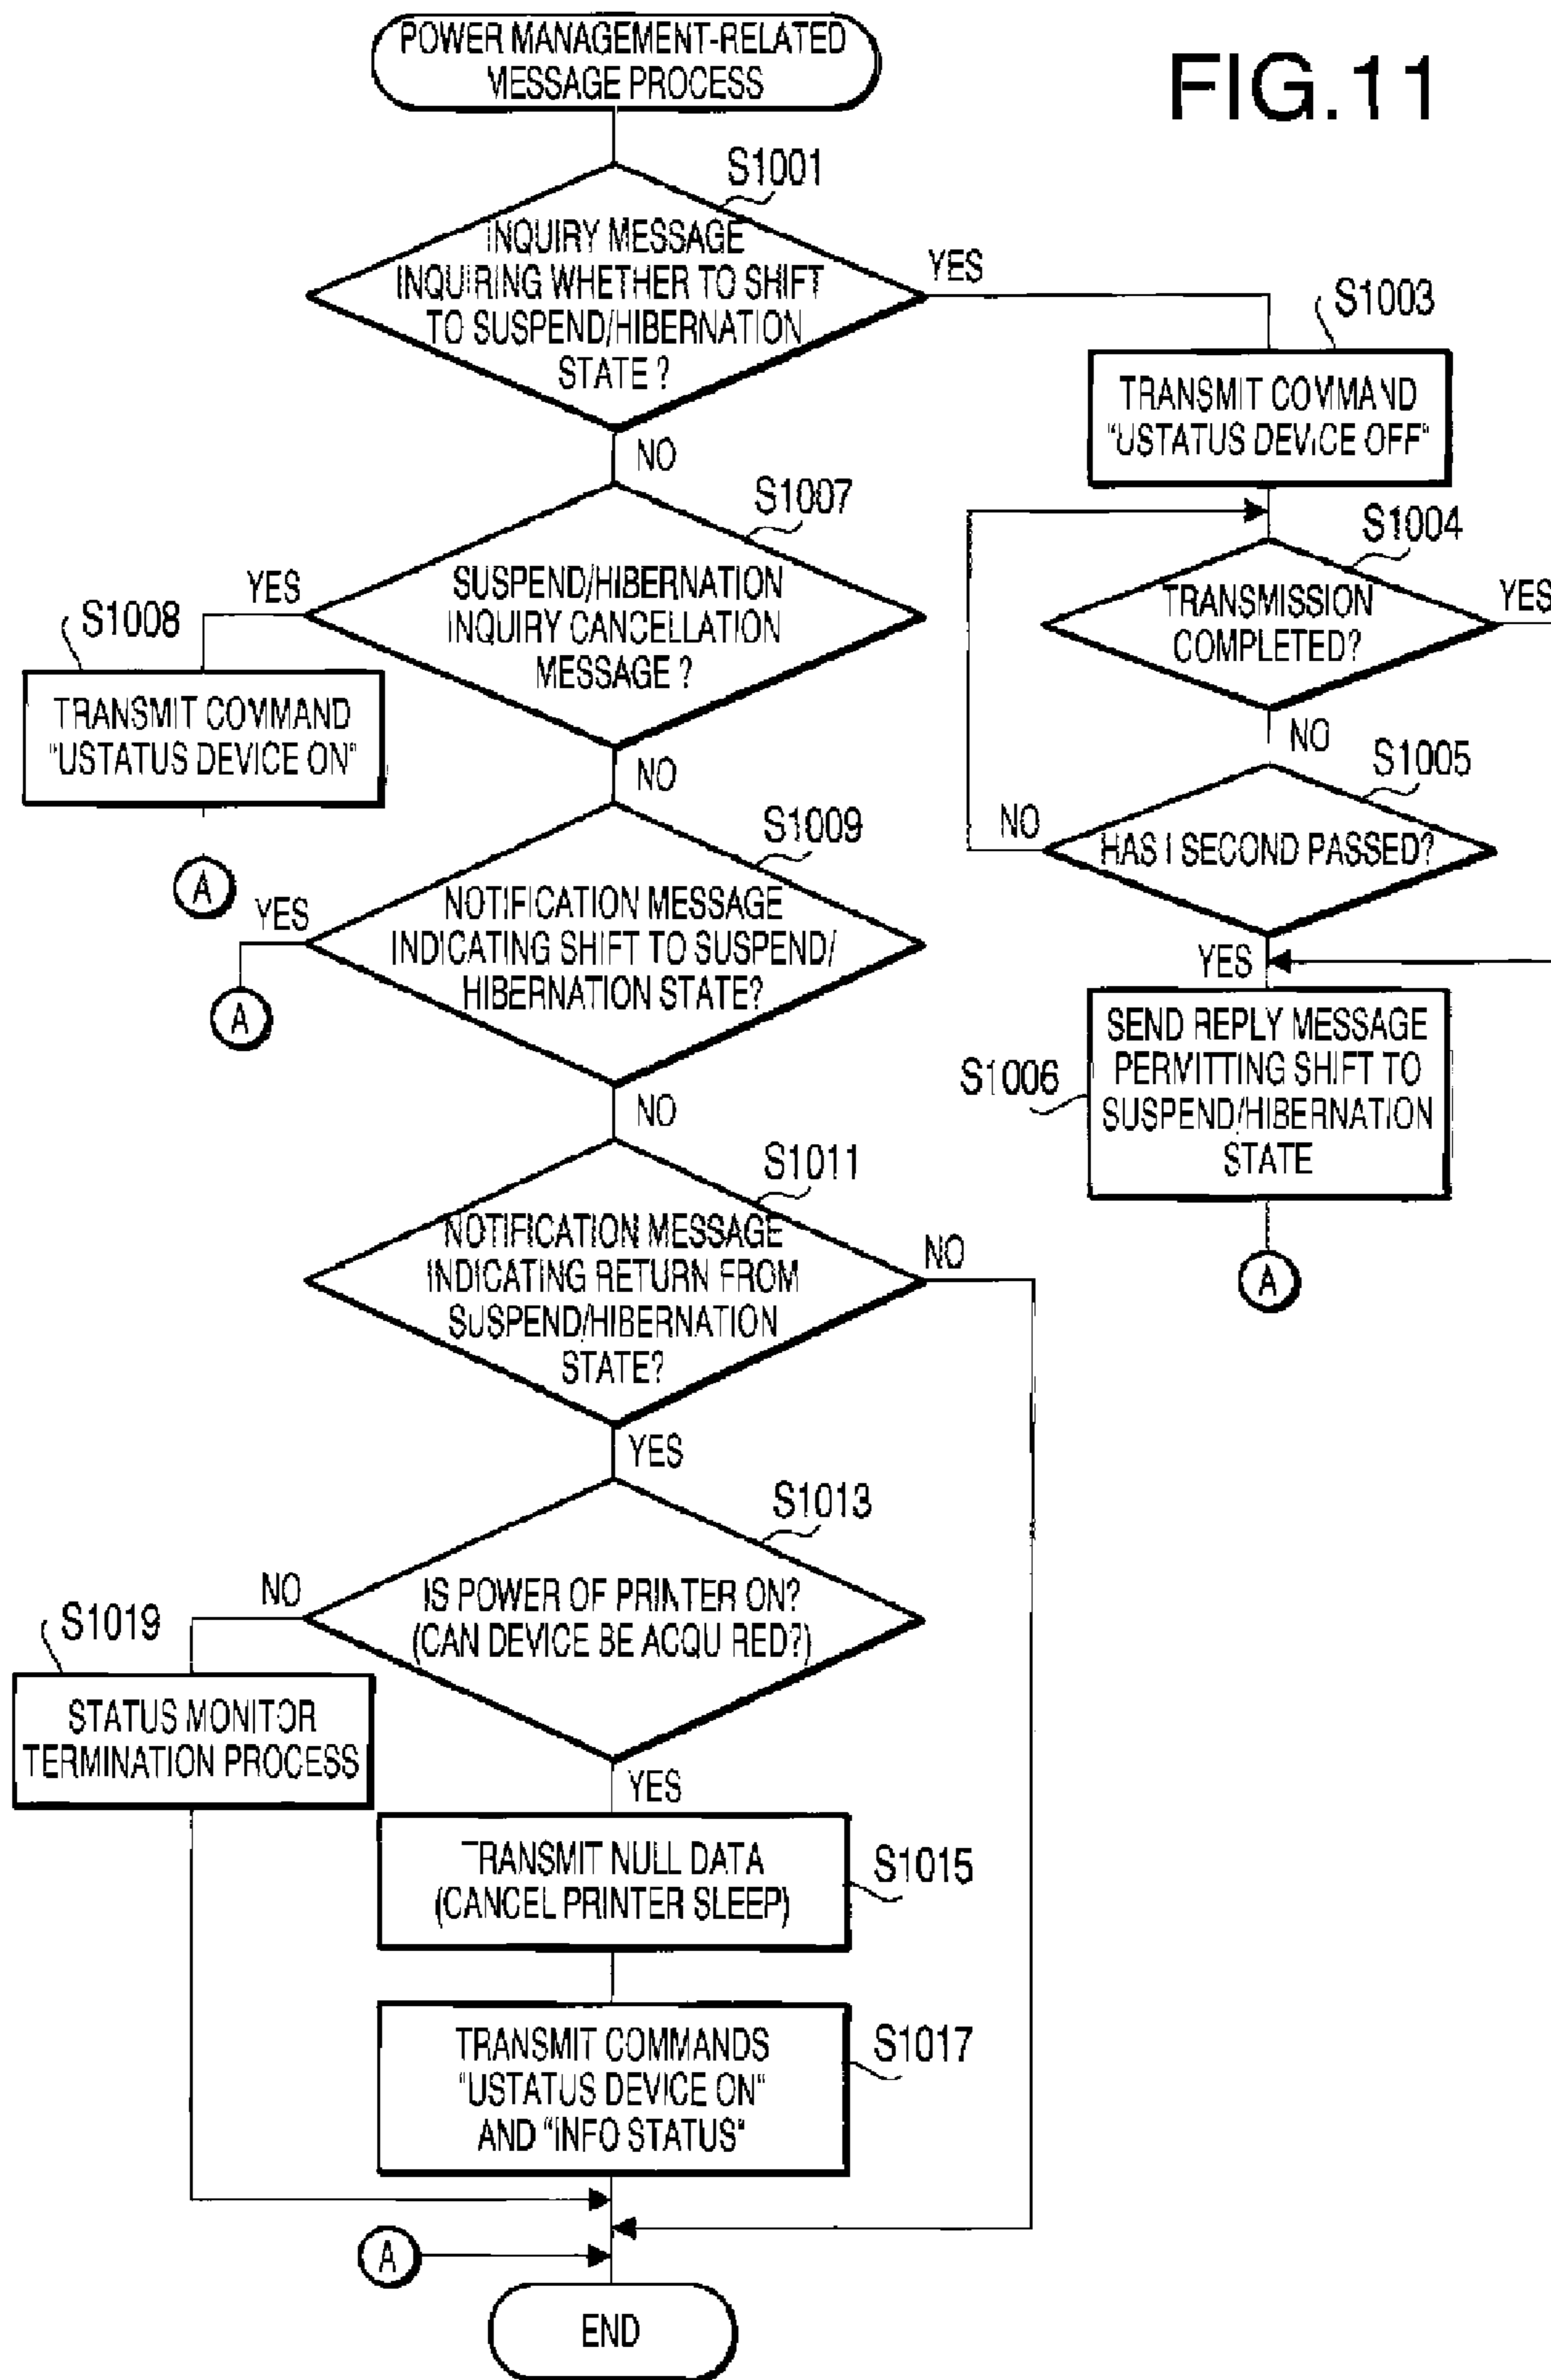 POWER MANAGEMENT-RELATED
MESSAGE PROCESS
FIG.11
S1001
INQUIRY MESSAGE
INQUIRING WHETHER TO SHIFT
TO SUSPEND/HIBERNATION
STATE ?
YES
NO
S1003
TRANSMIT COMMAND
"USTATUS DEVICE OFF"
S1004
TRANSMISSION
COMPLETED?
YES
NO
S1005
HAS 1 SECOND PASSED?
NO
YES
S1006
SEND REPLY MESSAGE
PERMITTING SHIFT TO
SUSPEND/HIBERNATION
STATE
A
S1007
SUSPEND/HIBERNATION
INQUIRY CANCELLATION
MESSAGE ?
YES
NO
S1008
TRANSMIT COMMAND
"USTATUS DEVICE ON"
A
S1009
NOTIFICATION MESSAGE
INDICATING SHIFT TO SUSPEND/
HIBERNATION STATE?
YES
A
NO
S1011
NOTIFICATION MESSAGE
INDICATING RETURN FROM
SUSPEND/HIBERNATION
STATE?
NO
YES
S1013
IS POWER OF PRINTER ON?
(CAN DEVICE BE ACQU RED?)
NO
YES
S1019
STATUS MONITOR
TERMINATION PROCESS
TRANSMIT NULL DATA
(CANCEL PRINTER SLEEP)
S1015
TRANSMIT COMMANDS
"USTATUS DEVICE ON"
AND "INFO STATUS"
S1017
A
END